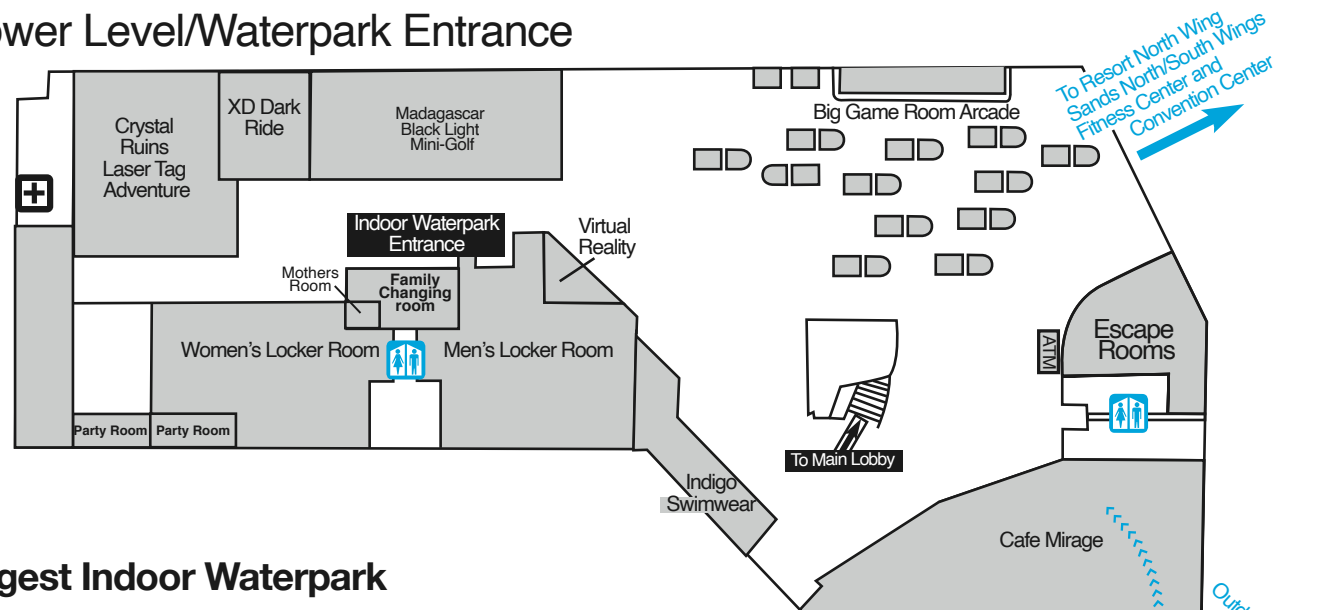 ower Level/Waterpark Entrance
To Resort North Wing
Sands North/South Wings
Fitness Center and
Convention Center
Crystal
Ruins
Laser Tag
Adventure
XD Dark
Ride
Madagascar
Black Light
Mini-Golf
Big Game Room Arcade
Indoor Waterpark
Entrance
Virtual
Reality
Mothers
Room
Family
Changing
room
Women's Locker Room
Men's Locker Room
Escape
Rooms
ATM
Party Room
Party Room
To Main Lobby
Indigo
Swimwear
Cafe Mirage
gest Indoor Waterpark
Outd